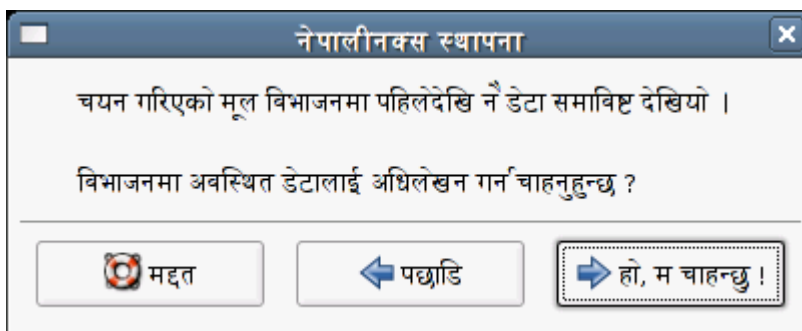 नेपालीनक्स स्थापना
चयन गरिएको मूल विभाजनमा पहिलेदेखि नै डेटा समाविष्ट देखियो ।
विभाजनमा अवस्थित डेटालाई अधिलेखन गर्न चाहनुहुन्छ ?
मद्दत
पछाडि
हो, म चाहन्छु !